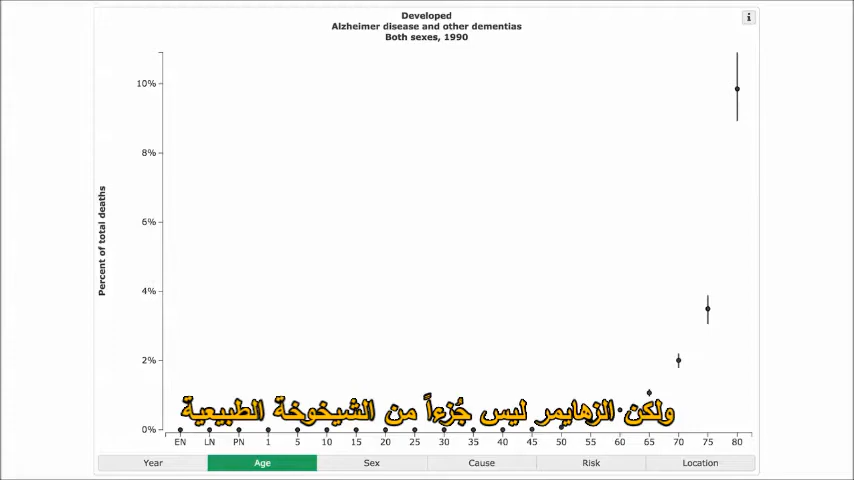 Developed
Alzheimer disease and other dementias
Both sexes, 1990
i
Percent of total deaths
10%
8%
6%
4%
2%
0%
ولكن الزهايمر ليس جُزءاً من الشيخوخة الطبيعية
EN LN PN 1 5 10 15 20 25 30 35 40 45 50 55 60 65 70 75 80
Year Age Sex Cause Risk Location